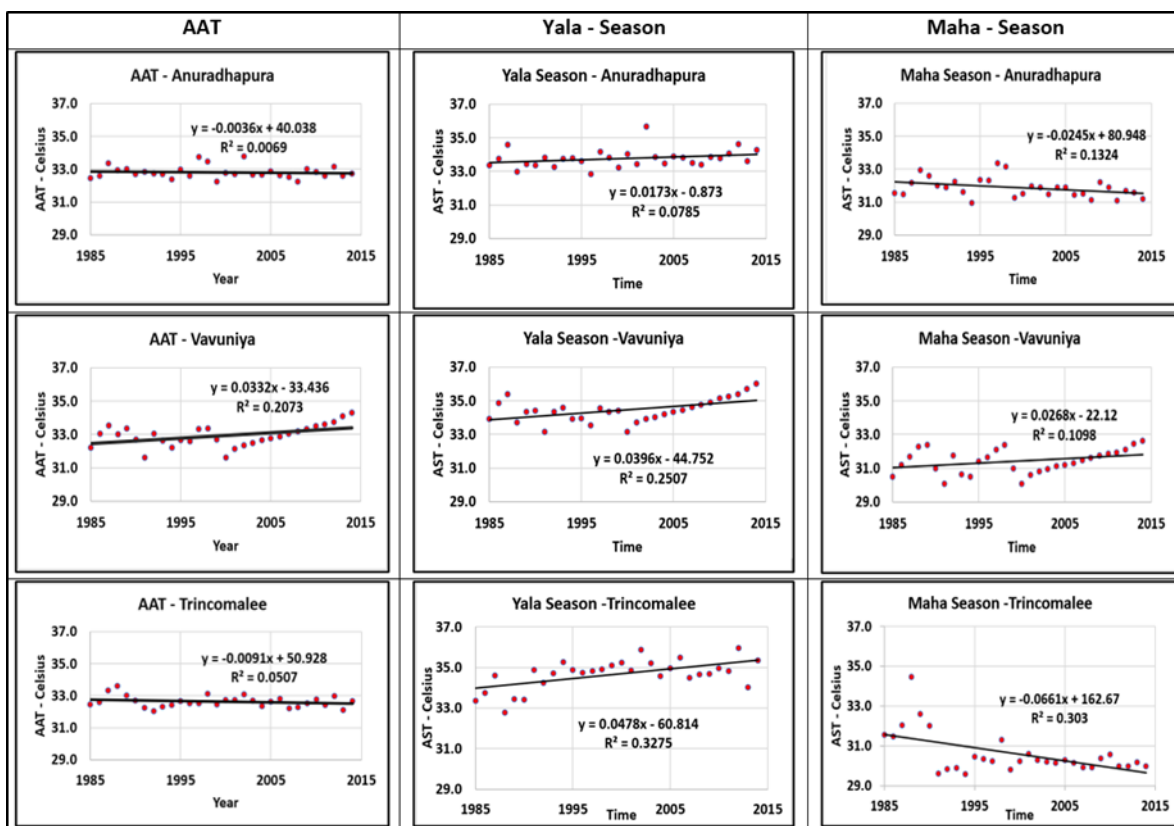 AAT
Yala - Season
Maha - Season
AAT - Anuradhapura
AAT - Celsius
37.0
35.0
33.0
31.0
29.0
y = -0.0036x + 40.038
R² = 0.0069
1985
1995
2005
2015
Year
Yala Season - Anuradhapura
AST - Celsius
37.0
35.0
33.0
31.0
29.0
0.0173x - 0.873
R² = 0.0785
1985
1995
2005
2015
Time
Maha Season - Anuradhapura
AST - Celsius
37.0
35.0
33.0
31.0
29.0
y = -0.0245x + 80.948
R² = 0.1324
1985
1995
2005
2015
Time
AAT - Vavuniya
AAT - Celsius
37.0
35.0
33.0
31.0
29.0
y = 0.0332x - 33.436
R² = 0.2073
1985
1995
2005
2015
Year
Yala Season -Vavuniya
AST - Celsius
37.0
35.0
33.0
31.0
29.0
y = 0.0396x - 44.752
R² = 0.2507
1985
1995
2005
2015
Time
Maha Season -Vavuniya
AST - Celsius
37.0
35.0
33.0
31.0
29.0
y = 0.0268x - 22.12
R² = 0.1098
1985
1995
2005
2015
Time
AAT - Trincomalee
AAT - Celsius
37.0
35.0
33.0
31.0
29.0
y = -0.0091x + 50.928
R² = 0.0507
1985
1995
2005
2015
Year
Yala Season -Trincomalee
AST - Celsius
37.0
35.0
33.0
31.0
29.0
y = 0.0478x - 60.814
R² = 0.3275
1985
1995
2005
2015
Time
Maha Season -Trincomalee
AST - Celsius
37.0
35.0
33.0
31.0
29.0
y = -0.0661x + 162.67
R² = 0.303
1985
1995
2005
2015
Time